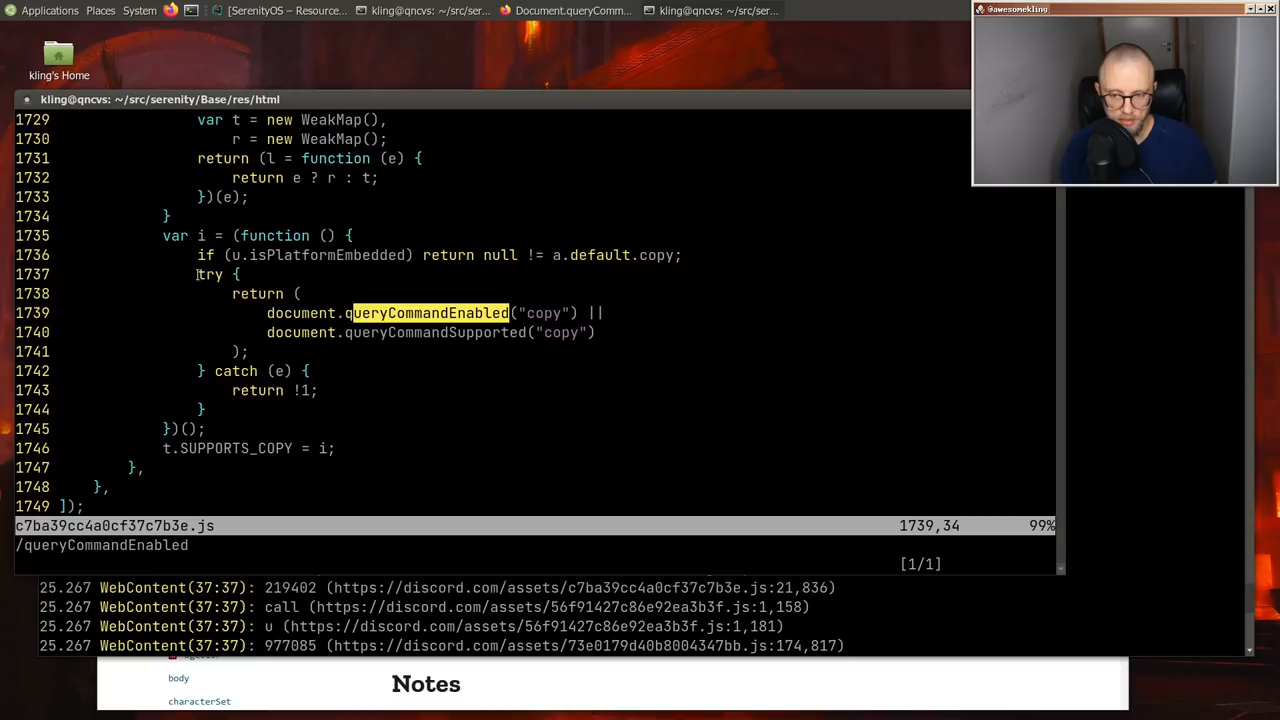 Applications Places System [SerenityOS – Resource... kling@qncvs: ~/src/ser... Document.queryComm... kling@qncvs: ~/src/ser...
@awesomekling
kling's Home
kling@qncvs: ~/src/serenity/Base/res/html
1729 var t = new WeakMap(),
1730 r = new WeakMap();
1731 return (l = function (e) {
1732 return e ? r : t;
1733 })(e);
1734 }
1735 var i = (function () {
1736 if (u.isPlatformEmbedded) return null != a.default.copy;
1737 try {
1738 return (
1739 document.queryCommandEnabled("copy") ||
1740 document.queryCommandSupported("copy")
1741 );
1742 } catch (e) {
1743 return !1;
1744 }
1745 })();
1746 t.SUPPORTS_COPY = i;
1747 },
1748 },
1749 ]);
c7ba39cc4a0cf37c7b3e.js 1739,34 99%
/queryCommandEnabled
[1/1]
25.267 WebContent(37:37): 219402 (https://discord.com/assets/c7ba39cc4a0cf37c7b3e.js:21,836)
25.267 WebContent(37:37): call (https://discord.com/assets/56f91427c86e92ea3b3f.js:1,158)
25.267 WebContent(37:37): u (https://discord.com/assets/56f91427c86e92ea3b3f.js:1,181)
25.267 WebContent(37:37): 977085 (https://discord.com/assets/73e0179d40b8004347bb.js:174,817)
body
Notes
characterSet